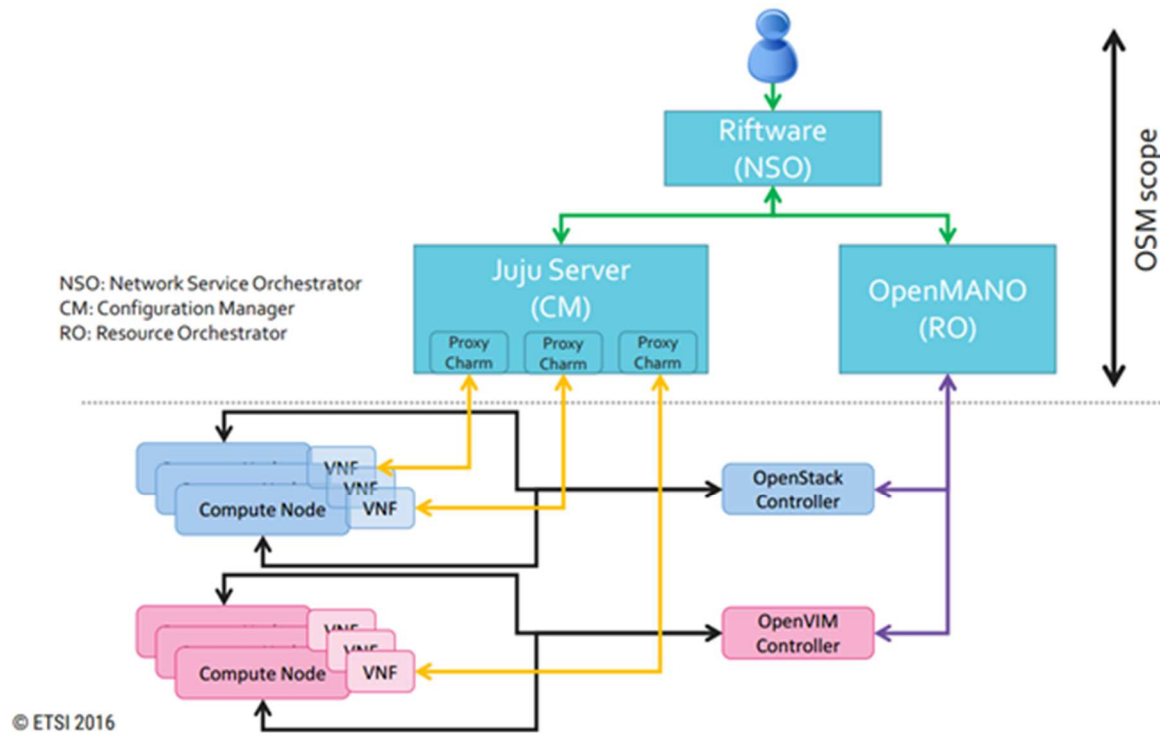 Riftware
(NSO)
OSM scope
Juju Server
(CM)
OpenMANO
(RO)
NSO: Network Service Orchestrator
CM: Configuration Manager
RO: Resource Orchestrator
Proxy
Charm
Proxy
Charm
Proxy
Charm
VNF
VNF
VNF
Compute Node
OpenStack
Controller
VNF
VNF
VNF
Compute Node
OpenVIM
Controller
© ETSI 2016